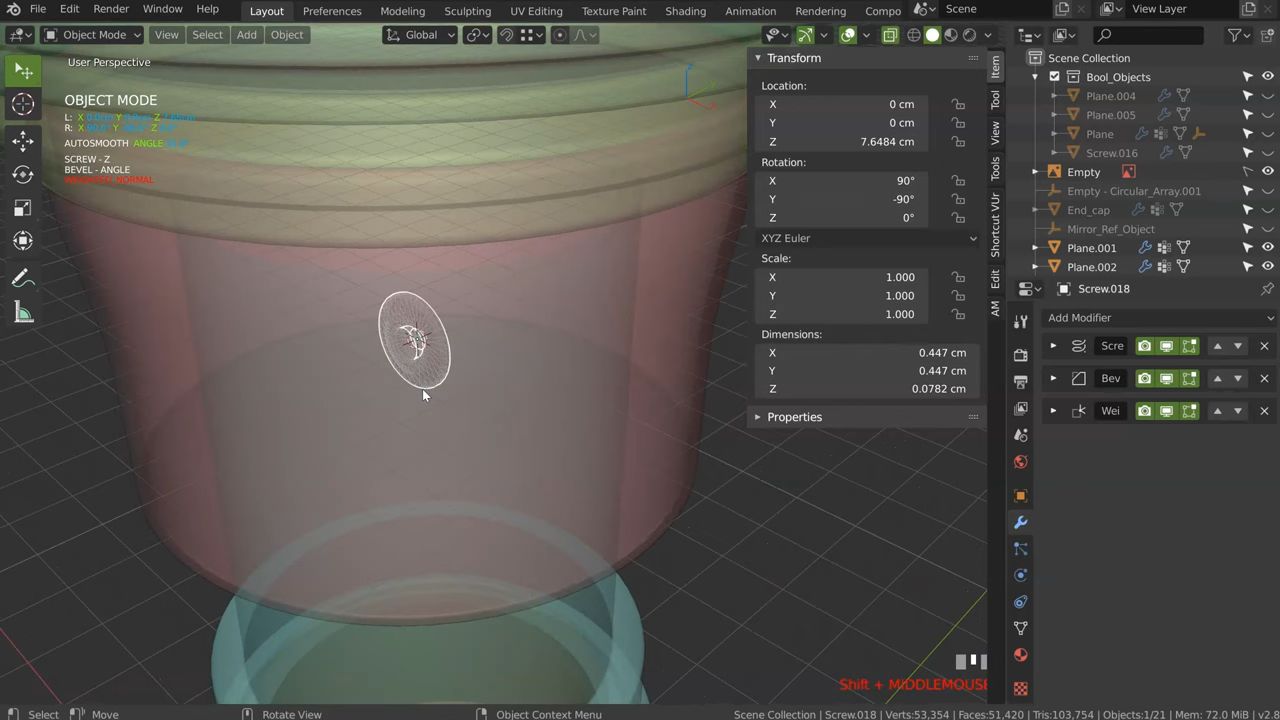 File Edit Render Window Help Layout Preferences Modeling Sculpting UV Editing Texture Paint Shading Animation Rendering Compo Scene View Layer
Object Mode View Select Add Object Global
User Perspective
OBJECT MODE
AUTOSMOOTH ANGLE
SCREW - Z
BEVEL - ANGLE
WEIGHTED_NORMAL
Transform
Location:
X 0 cm
Y 0 cm
Z 7.6484 cm
Rotation:
X 90°
Y -90°
Z 0°
XYZ Euler
Scale:
X 1.000
Y 1.000
Z 1.000
Dimensions:
X 0.447 cm
Y 0.447 cm
Z 0.0782 cm
Properties
Item
Tool
View
Tools
Shortcut VUr
Edit
AM
Scene Collection
Bool_Objects
Plane.004
Plane.005
Plane
Screw.016
Empty
Empty - Circular_Array.001
End_cap
Mirror_Ref_Object
Plane.001
Plane.002
Screw.018
Add Modifier
Scre
Bev
Wei
Shift + MIDDLEMOUSE
Select Move Rotate View Object Context Menu Scene Collection | Screw.018 | Verts:53,354 | Faces:51,420 | Tris:103,754 | Objects:1/21 | Mem: 72.0 MiB | v2.8